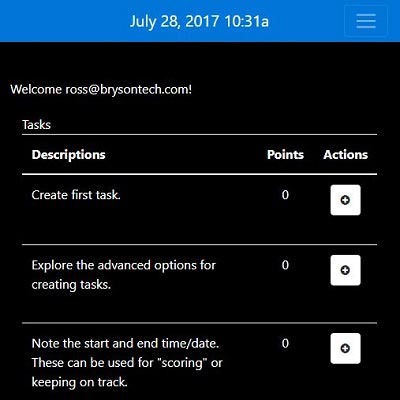 July 28, 2017 10:31a
Welcome ross@brysontech.com!
Tasks
Descriptions Points Actions
Create first task. 0
Explore the advanced options for 0
creating tasks.
Note the start and end time/date. 0
These can be used for "scoring" or
keeping on track.